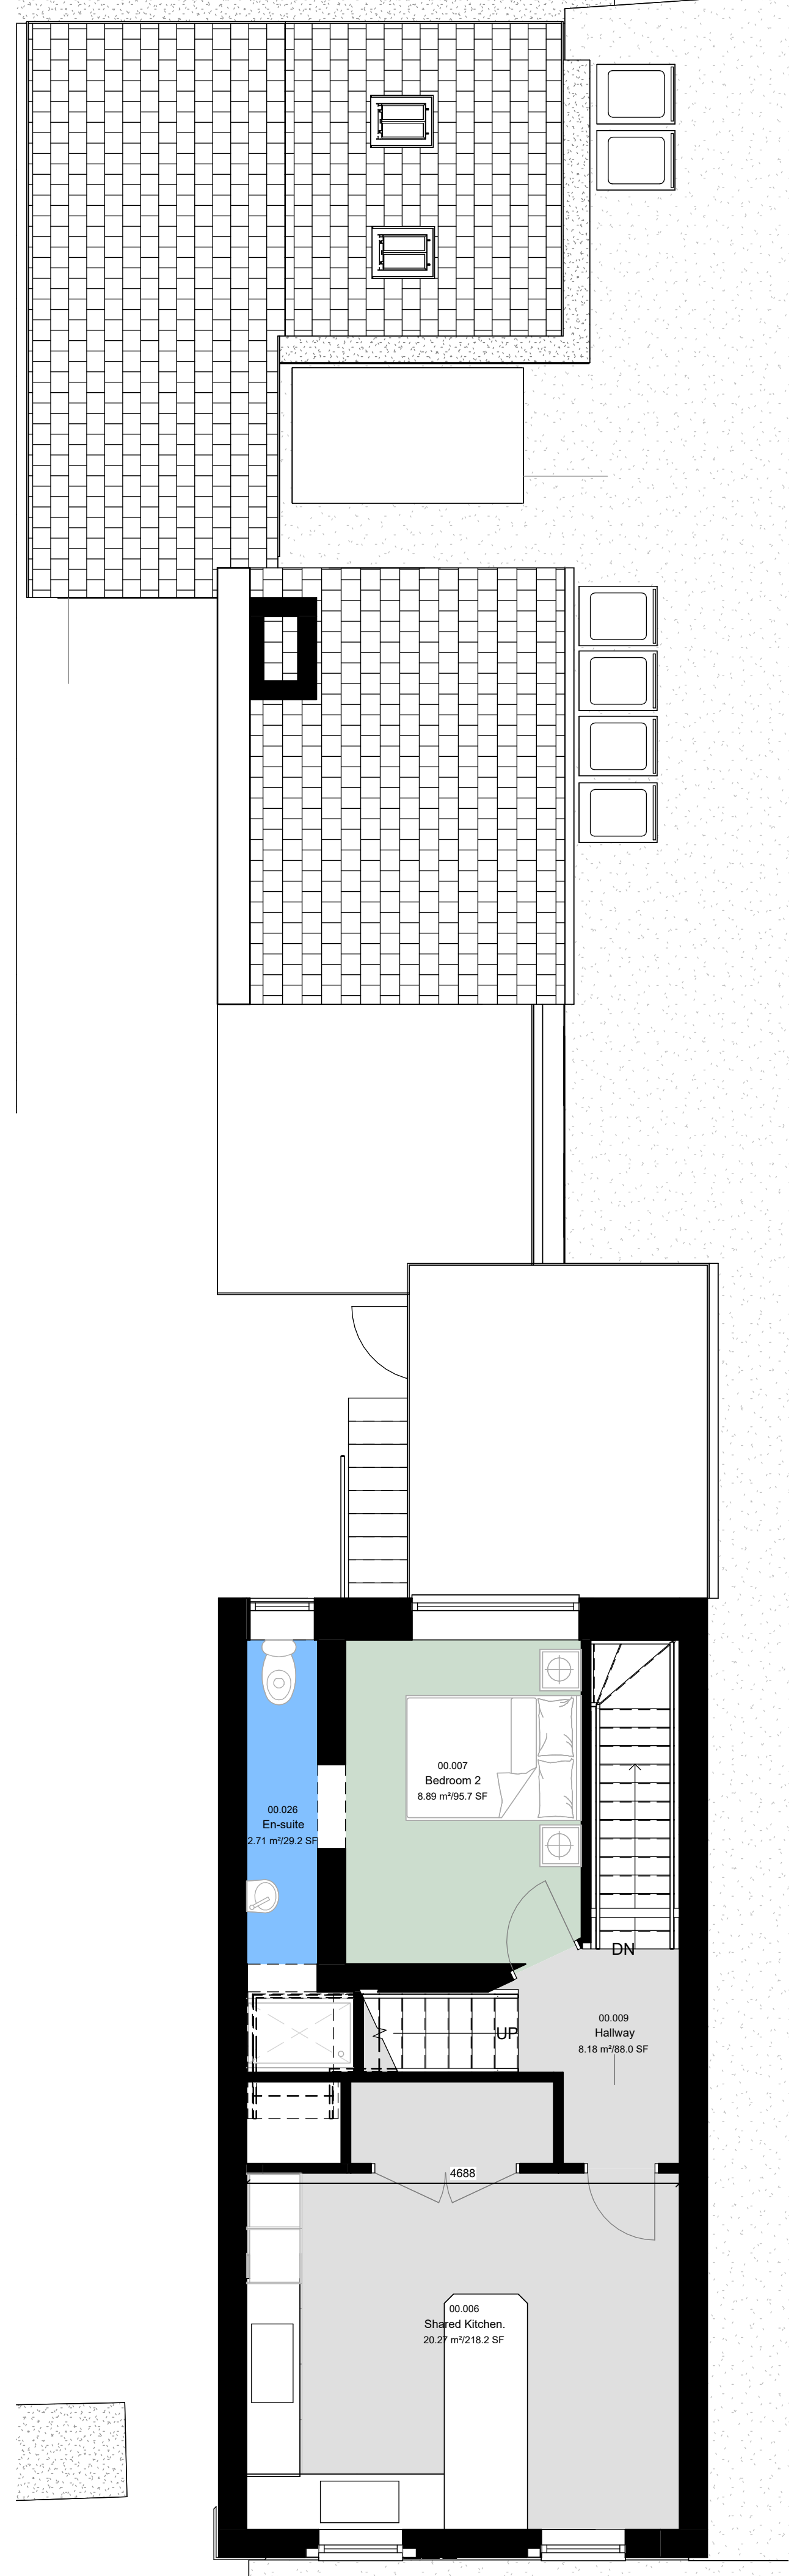 00.007
Bedroom 2
8.89 m²/95.7 SF
00.026
En-suite
2.71 m²/29.2 SF
DN
00.009
Hallway
8.18 m²/88.0 SF
UP
4688
00.006
Shared Kitchen.
20.27 m²/218.2 SF